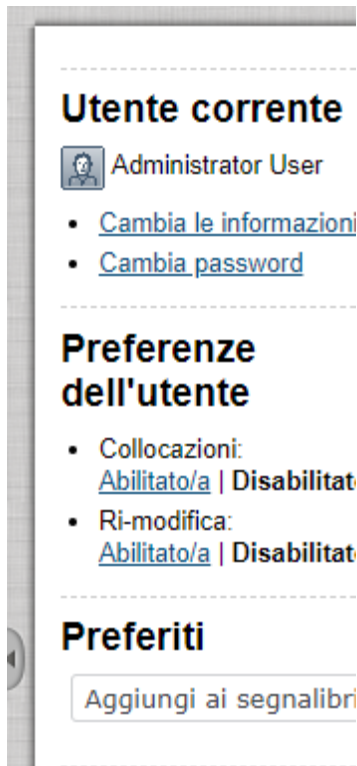 Utente corrente
Administrator User
Cambia le informazioni
Cambia password
Preferenze
dell'utente
Collocazioni:
Abilitato/a | Disabilitat
Ri-modifica:
Abilitato/a | Disabilitat
Preferiti
Aggiungi ai segnalibri